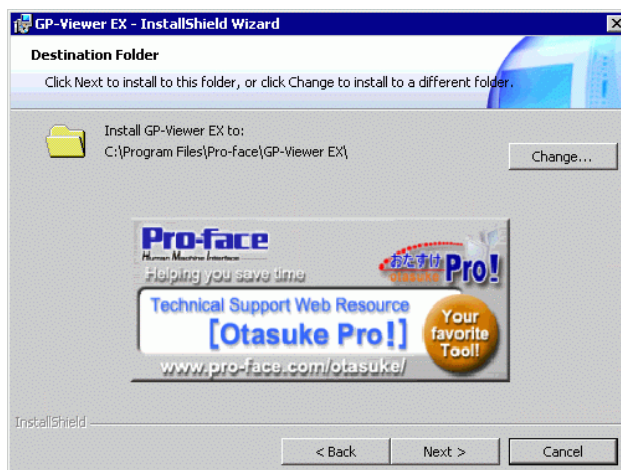 GP-Viewer EX - InstallShield Wizard
Destination Folder
Click Next to install to this folder, or click Change to install to a different folder.
Install GP-Viewer EX to:
C:\Program Files\Pro-face\GP-Viewer EX\
Change...
Pro-face
Human Machine Interface
Helping you save time
おたすけ
OTASUKE
Pro!
Technical Support Web Resource
[Otasuke Pro!]
Your
favorite
Tool!
www.pro-face.com/otasuke/
InstallShield
< Back
Next >
Cancel